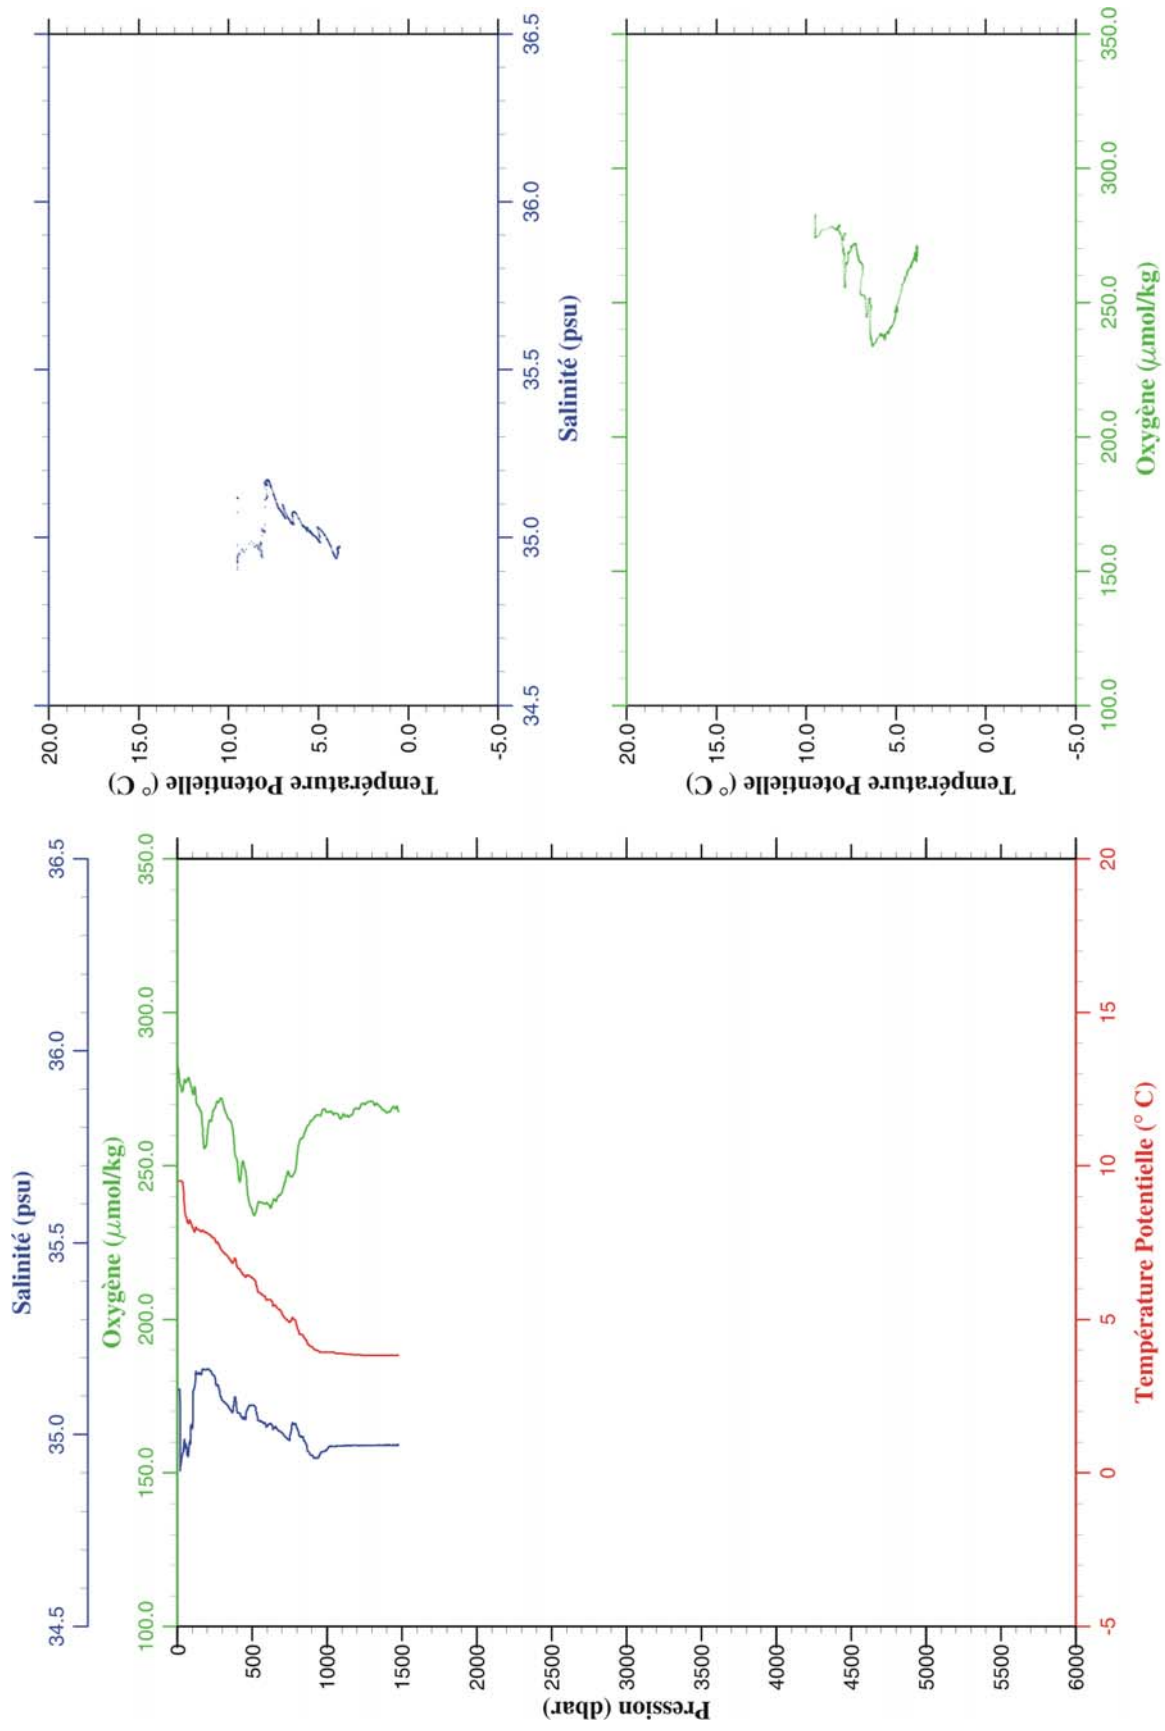 Salinité (psu)
34.5 35.0 35.5 36.0 36.5
Oxygène (μmol/kg)
100.0 150.0 200.0 250.0 300.0 350.0
Pression (dbar)
0
500
1000
1500
2000
2500
3000
3500
4000
4500
5000
5500
6000
-5 0 5 10 15 20
Température Potentielle (° C)
Température Potentielle (° C)
20.0
15.0
10.0
5.0
0.0
-5.0
34.5 35.0 35.5 36.0 36.5
Salinité (psu)
Température Potentielle (° C)
20.0
15.0
10.0
5.0
0.0
-5.0
100.0 150.0 200.0 250.0 300.0 350.0
Oxygène (μmol/kg)